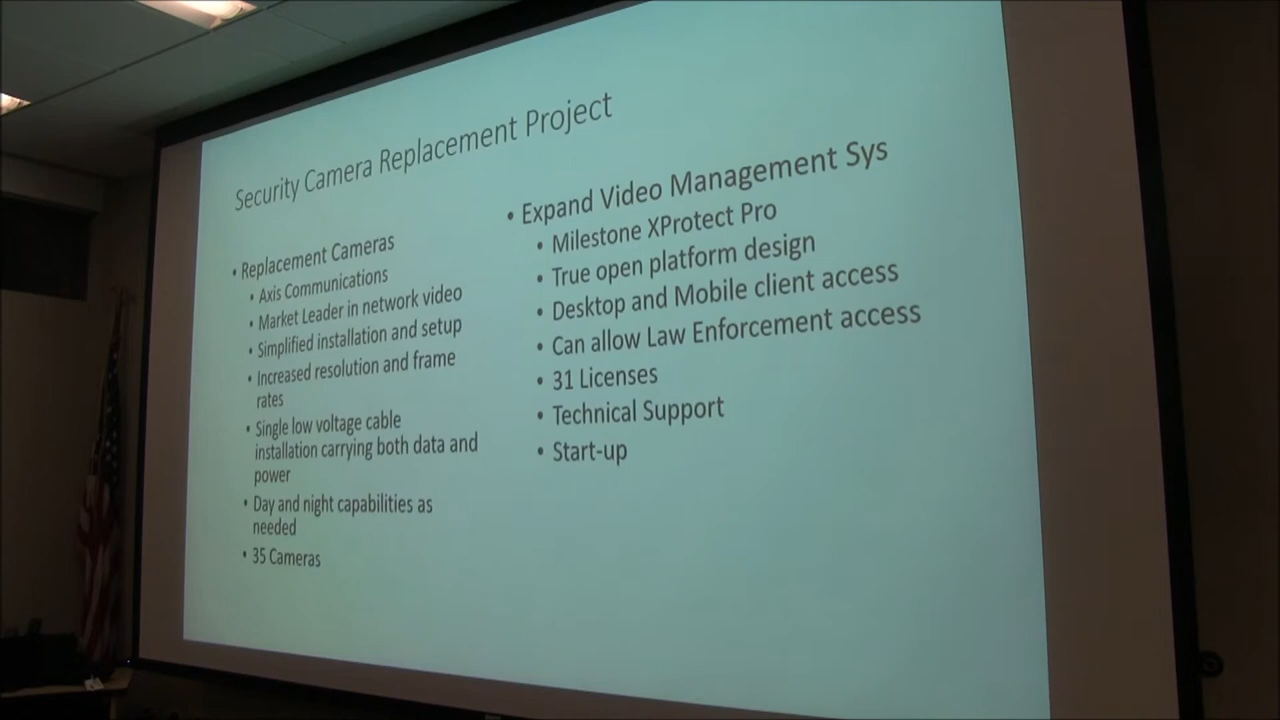 Security Camera Replacement Project
• Replacement Cameras
• Axis Communications
• Market Leader in network video
• Simplified installation and setup
• Increased resolution and frame
rates
• Single low voltage cable
installation carrying both data and
power
• Day and night capabilities as
needed
• 35 Cameras
• Expand Video Management Sys
• Milestone XProtect Pro
• True open platform design
• Desktop and Mobile client access
• Can allow Law Enforcement access
• 31 Licenses
• Technical Support
• Start-up